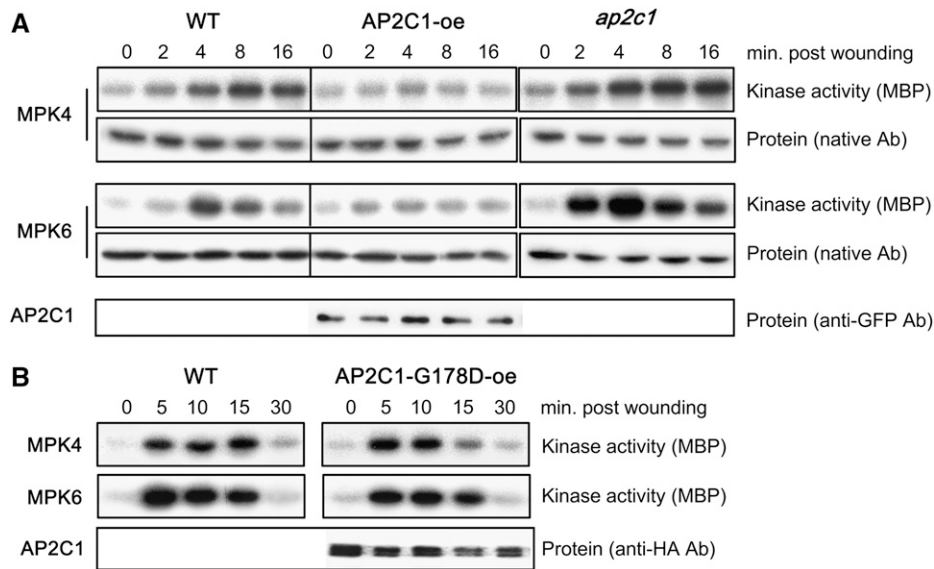 A
WT AP2C1-oe ap2c1
0 2 4 8 16 0 2 4 8 16 0 2 4 8 16 min. post wounding
MPK4
Kinase activity (MBP)
Protein (native Ab)
MPK6
Kinase activity (MBP)
Protein (native Ab)
AP2C1 Protein (anti-GFP Ab)
B
WT AP2C1-G178D-oe
0 5 10 15 30 0 5 10 15 30 min. post wounding
MPK4 Kinase activity (MBP)
MPK6 Kinase activity (MBP)
AP2C1 Protein (anti-HA Ab)